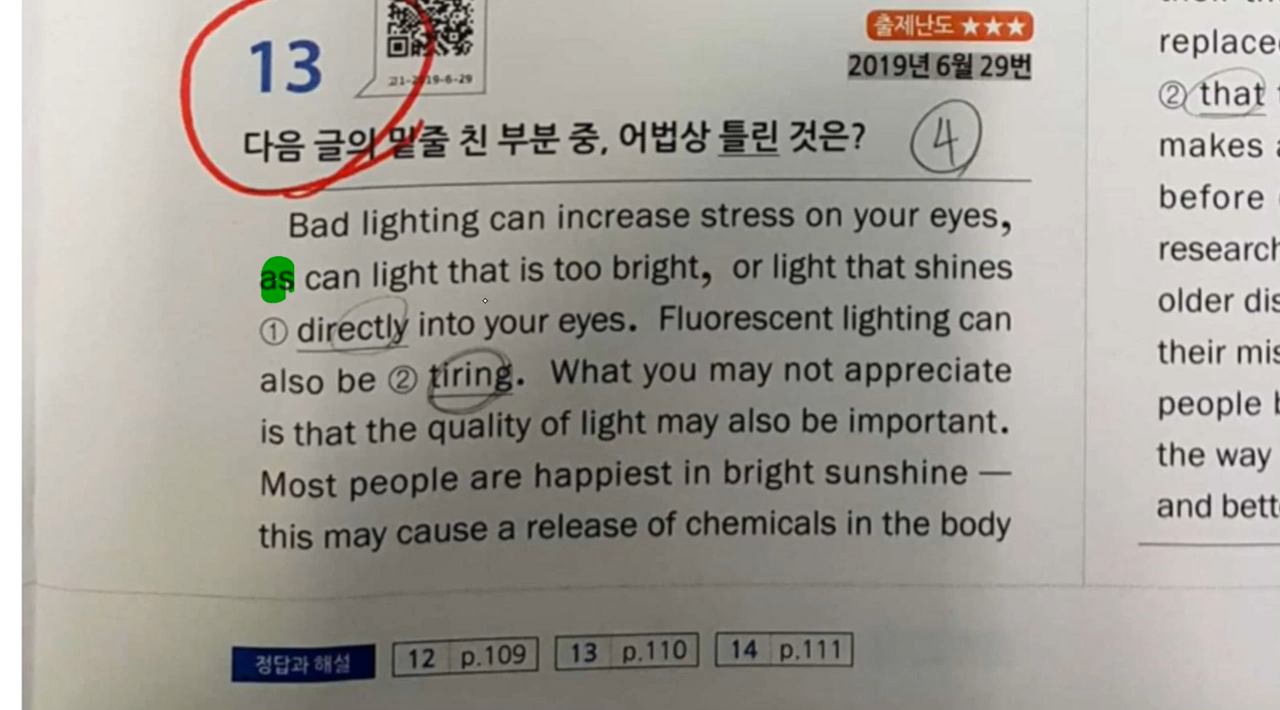 13
21-2019-6-29
출제난도 ★★★
2019년 6월 29번
다음 글의 밑줄 친 부분 중, 어법상 틀린 것은?
4
Bad lighting can increase stress on your eyes,
as can light that is too bright, or light that shines
① directly into your eyes. Fluorescent lighting can
also be ② tiring. What you may not appreciate
is that the quality of light may also be important.
Most people are happiest in bright sunshine —
this may cause a release of chemicals in the body
정답과 해설 12 p.109 13 p.110 14 p.111
② that
makes
before
older
their
people
the way
and